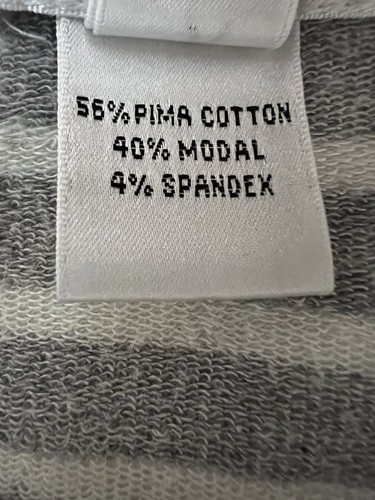 56% PIMA COTTON
40% MODAL
4% SPANDEX